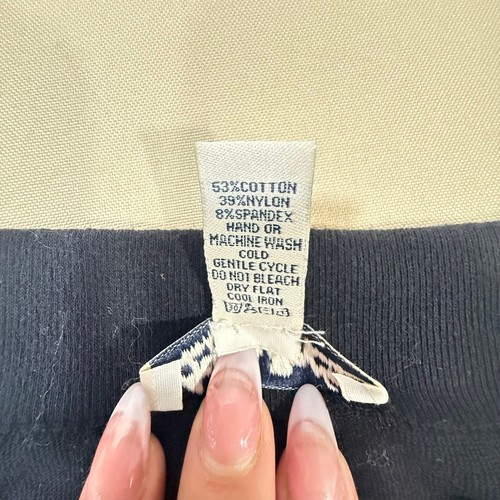 53%COTTON
39%NYLON
8%SPANDEX
HAND OR
MACHINE WASH
COLD
GENTLE CYCLE
DO NOT BLEACH
DRY FLAT
COOL IRON